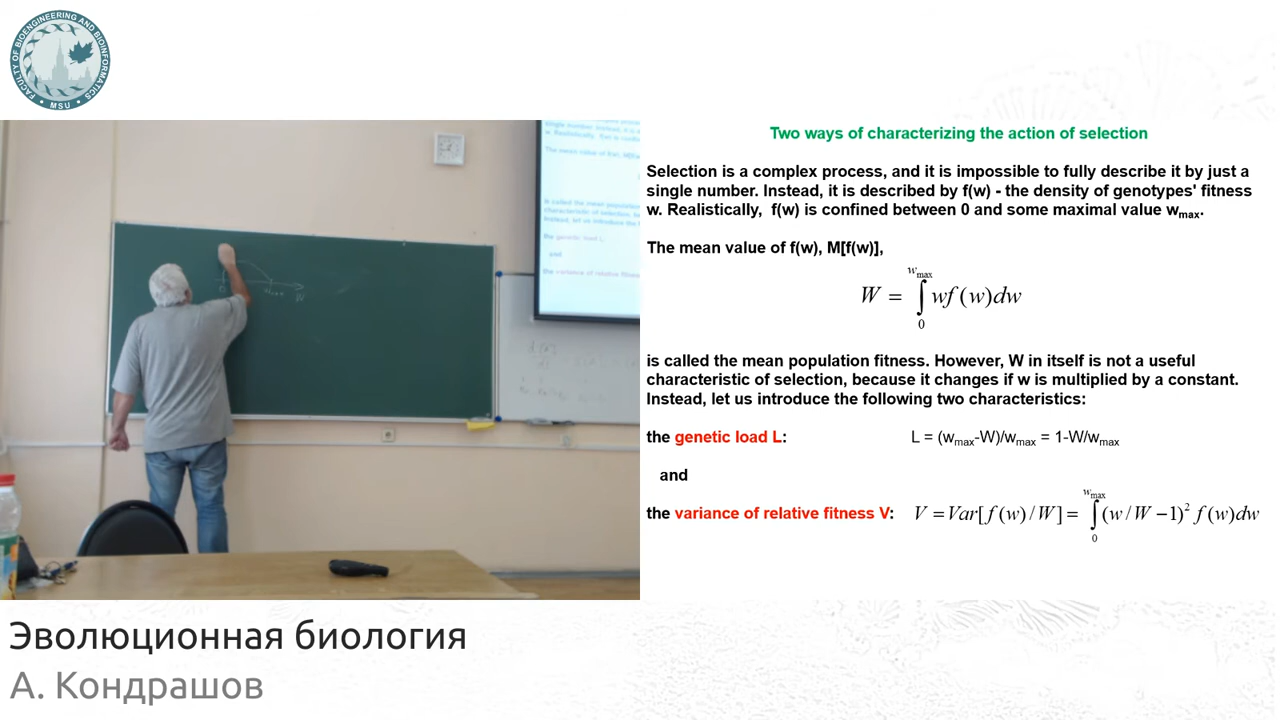 FACULTY OF BIOENGINEERING AND BIOINFORMATICS
• MSU •
Two ways of characterizing the action of selection
Selection is a complex process, and it is impossible to fully describe it by just a
single number. Instead, it is described by f(w) - the density of genotypes' fitness
w. Realistically, f(w) is confined between 0 and some maximal value wmax.
The mean value of f(w), M[f(w)],
W = ∫₀^wmax wf(w)dw
is called the mean population fitness. However, W in itself is not a useful
characteristic of selection, because it changes if w is multiplied by a constant.
Instead, let us introduce the following two characteristics:
the genetic load L: L = (wmax-W)/wmax = 1-W/wmax
and
the variance of relative fitness V: V = Var[f(w)/W] = ∫₀^wmax (w/W −1)² f(w)dw
Эволюционная биология
А. Кондрашов